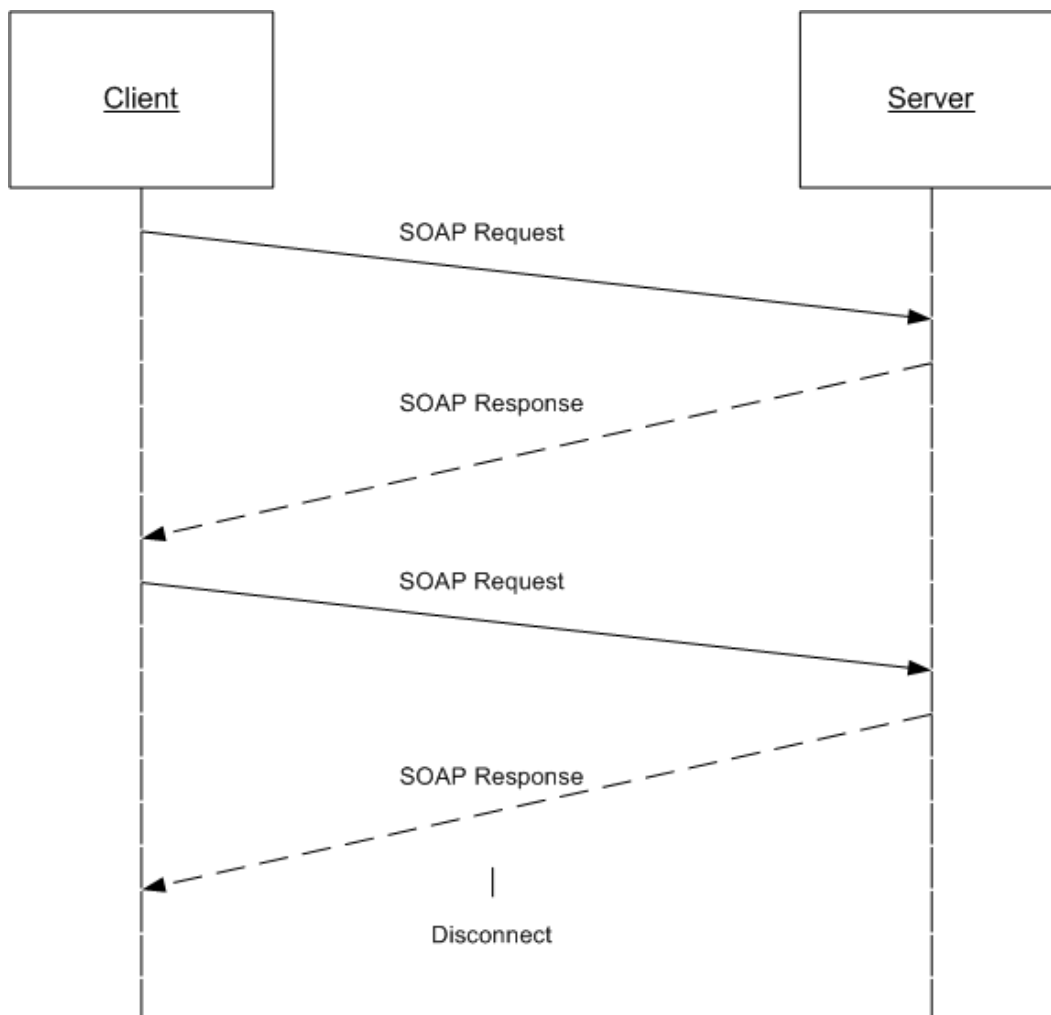 Client
Server
SOAP Request
SOAP Response
SOAP Request
SOAP Response
Disconnect